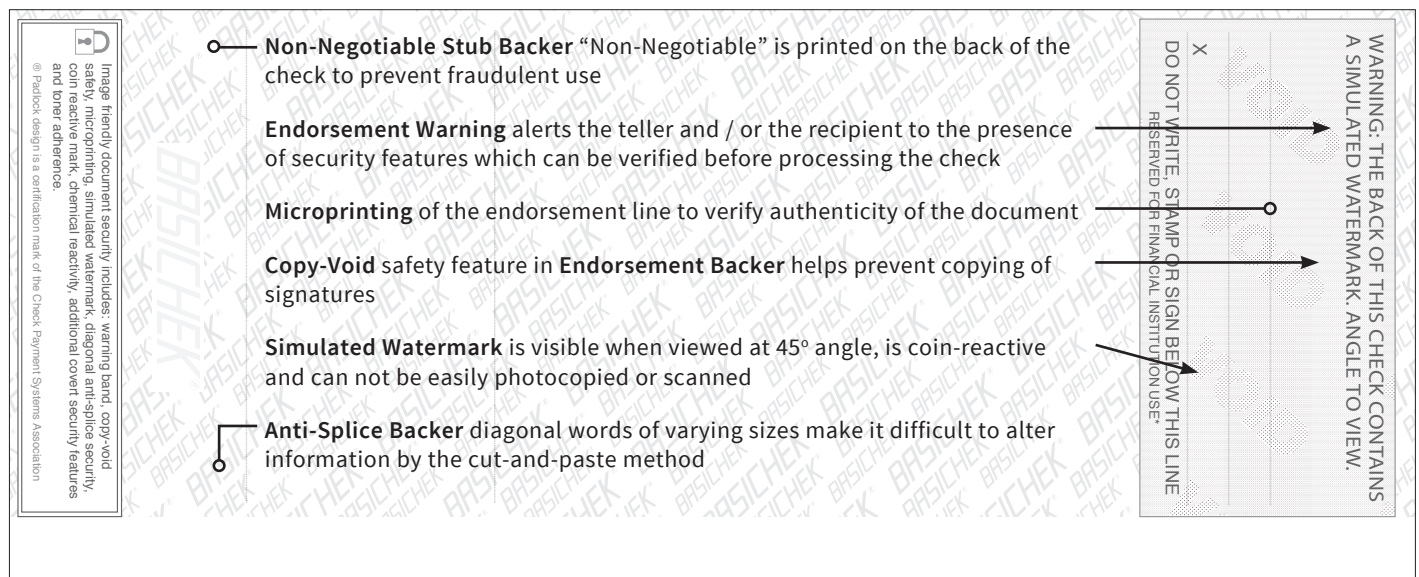 Image friendly document security includes: warning band, copy-void
safety, microprinting, simulated watermark, diagonal anti-splice security,
coin reactive mark, chemical reactivity, additional covert security features
and toner adherence.
® Padlock design is a certification mark of the Check Payment Systems Association
BASICHEK
Non-Negotiable Stub Backer “Non-Negotiable” is printed on the back of the
check to prevent fraudulent use
Endorsement Warning alerts the teller and / or the recipient to the presence
of security features which can be verified before processing the check
Microprinting of the endorsement line to verify authenticity of the document
Copy-Void safety feature in Endorsement Backer helps prevent copying of
signatures
Simulated Watermark is visible when viewed at 45º angle, is coin-reactive
and can not be easily photocopied or scanned
Anti-Splice Backer diagonal words of varying sizes make it difficult to alter
information by the cut-and-paste method
WARNING: THE BACK OF THIS CHECK CONTAINS
A SIMULATED WATERMARK. ANGLE TO VIEW.
X
DO NOT WRITE, STAMP OR SIGN BELOW THIS LINE
RESERVED FOR FINANCIAL INSTITUTION USE*
VOID
VOID
VOID